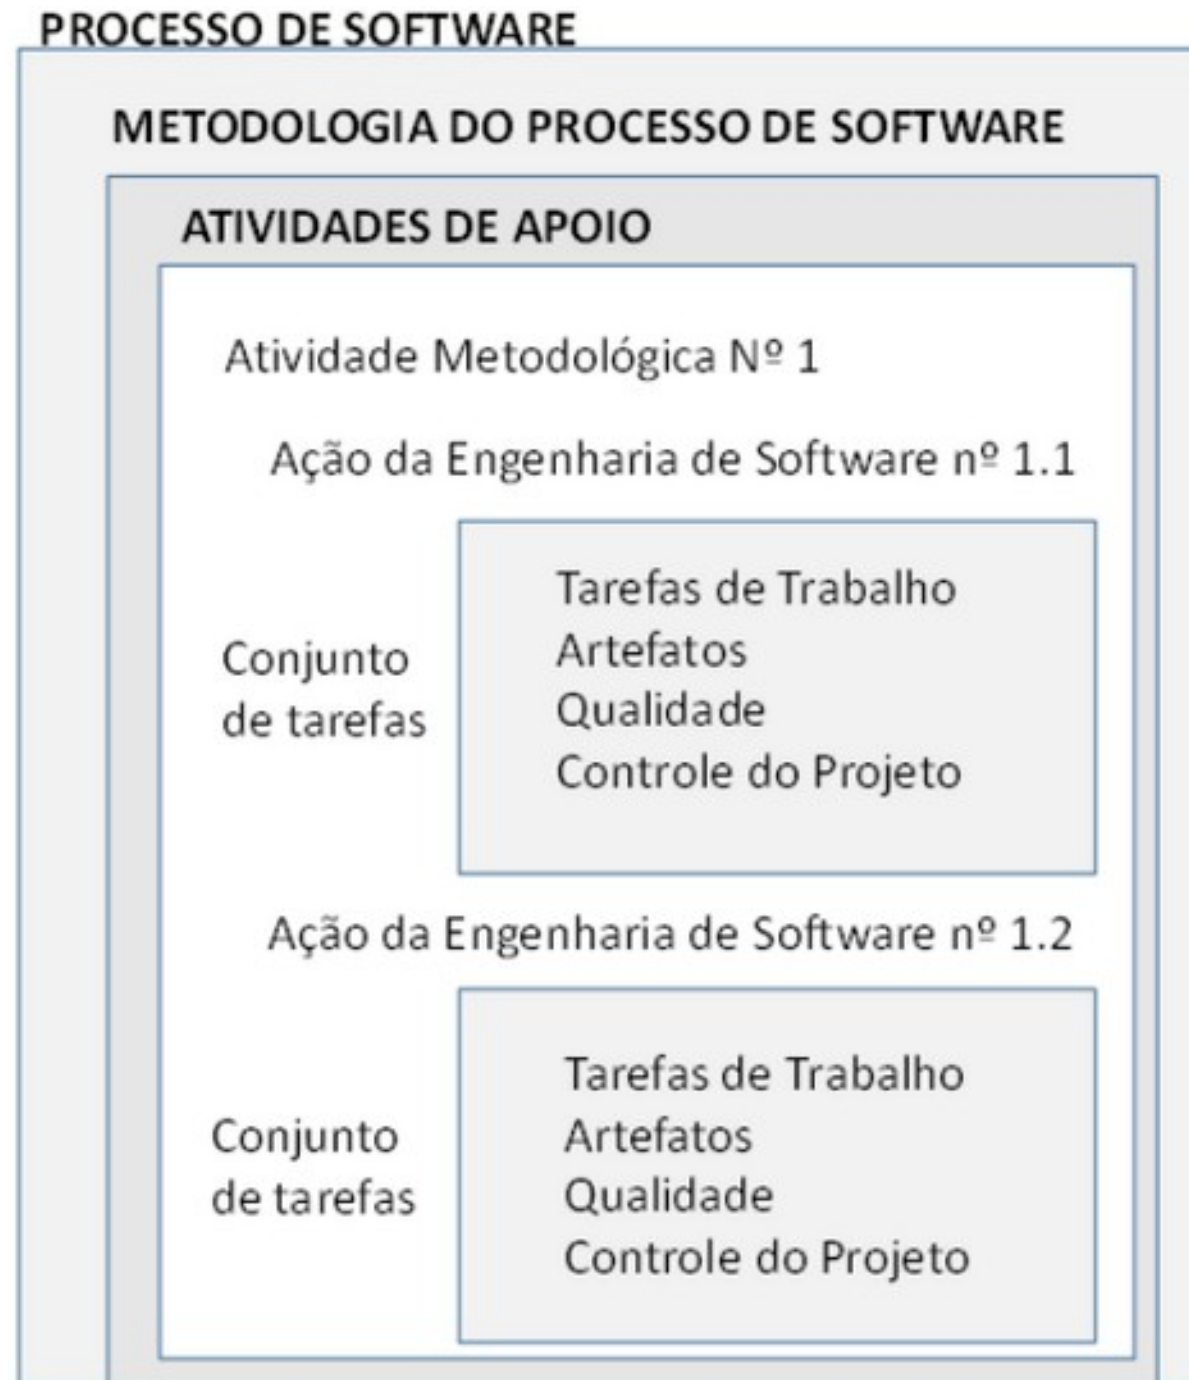 PROCESSO DE SOFTWARE
METODOLOGIA DO PROCESSO DE SOFTWARE
ATIVIDADES DE APOIO
Atividade Metodológica Nº 1
Ação da Engenharia de Software nº 1.1
Conjunto
de tarefas
Tarefas de Trabalho
Artefatos
Qualidade
Controle do Projeto
Ação da Engenharia de Software nº 1.2
Conjunto
de tarefas
Tarefas de Trabalho
Artefatos
Qualidade
Controle do Projeto